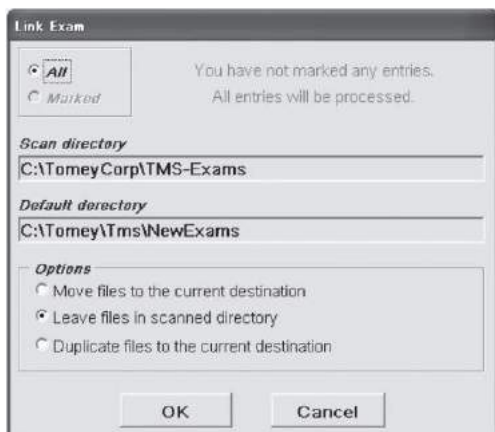 Link Exam
All
You have not marked any entries.
Marked
All entries will be processed.
Scan directory
C:\TomeyCorp\TMS-Exams
Default derectory
C:\Tomey\Tms\NewExams
Options
Move files to the current destination
Leave files in scanned directory
Duplicate files to the current destination
OK
Cancel